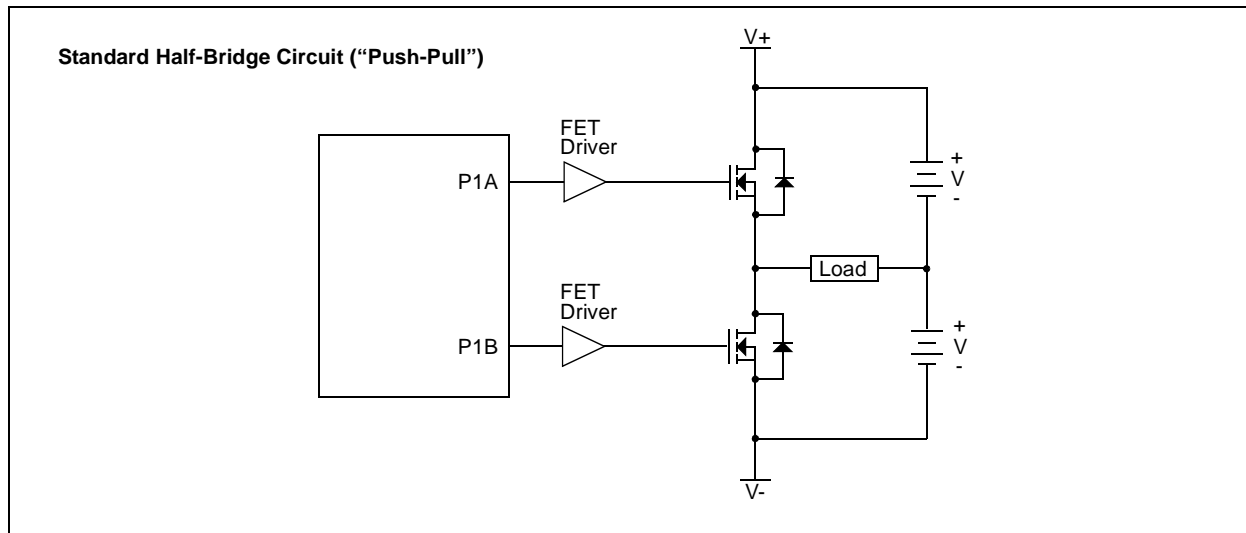 Standard Half-Bridge Circuit (“Push-Pull”)
V+
FET
Driver
P1A
+
V
-
Load
FET
Driver
P1B
+
V
-
V-